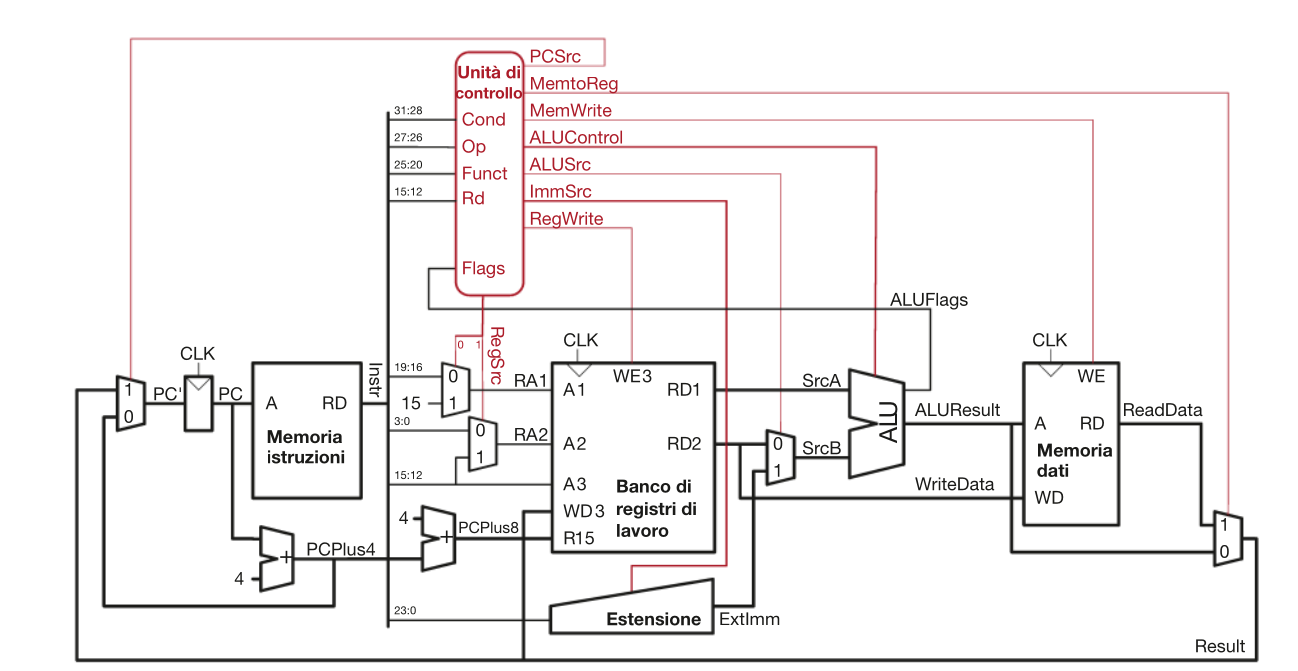 PCSrc
Unità di
controllo
MemtoReg
MemWrite
ALUControl
ALUSrc
ImmSrc
RegWrite
31:28
Cond
27:26
Op
25:20
Funct
15:12
Rd
Flags
ALUFlags
0 1
RegSrc
CLK
CLK
CLK
Instr
19:16
0
1
15
RA1
A1
WE3
RD1
SrcA
ALU
ALUResult
WE
ReadData
1
0
PC'
PC
A
RD
Memoria
istruzioni
3:0
0
1
RA2
A2
RD2
0
1
SrcB
A
RD
Memoria
dati
15:12
A3
Banco di
registri di
lavoro
WriteData
WD
WD3
R15
4
+
PCPlus8
1
0
+
PCPlus4
4
23:0
Estensione
ExtImm
Result